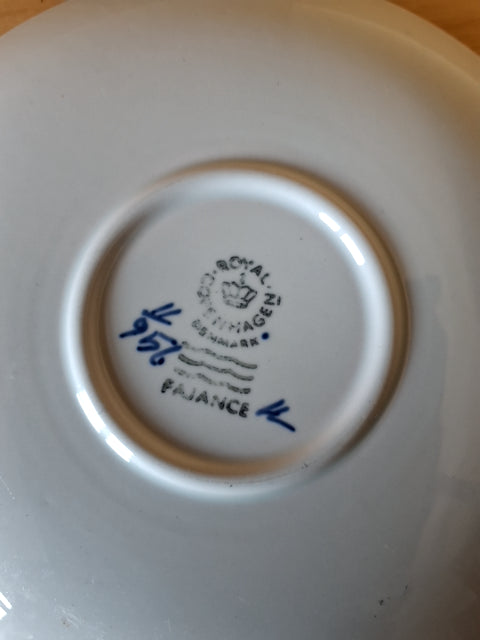 ROYAL
COPENHAGEN
DENMARK
FAJANCE
956